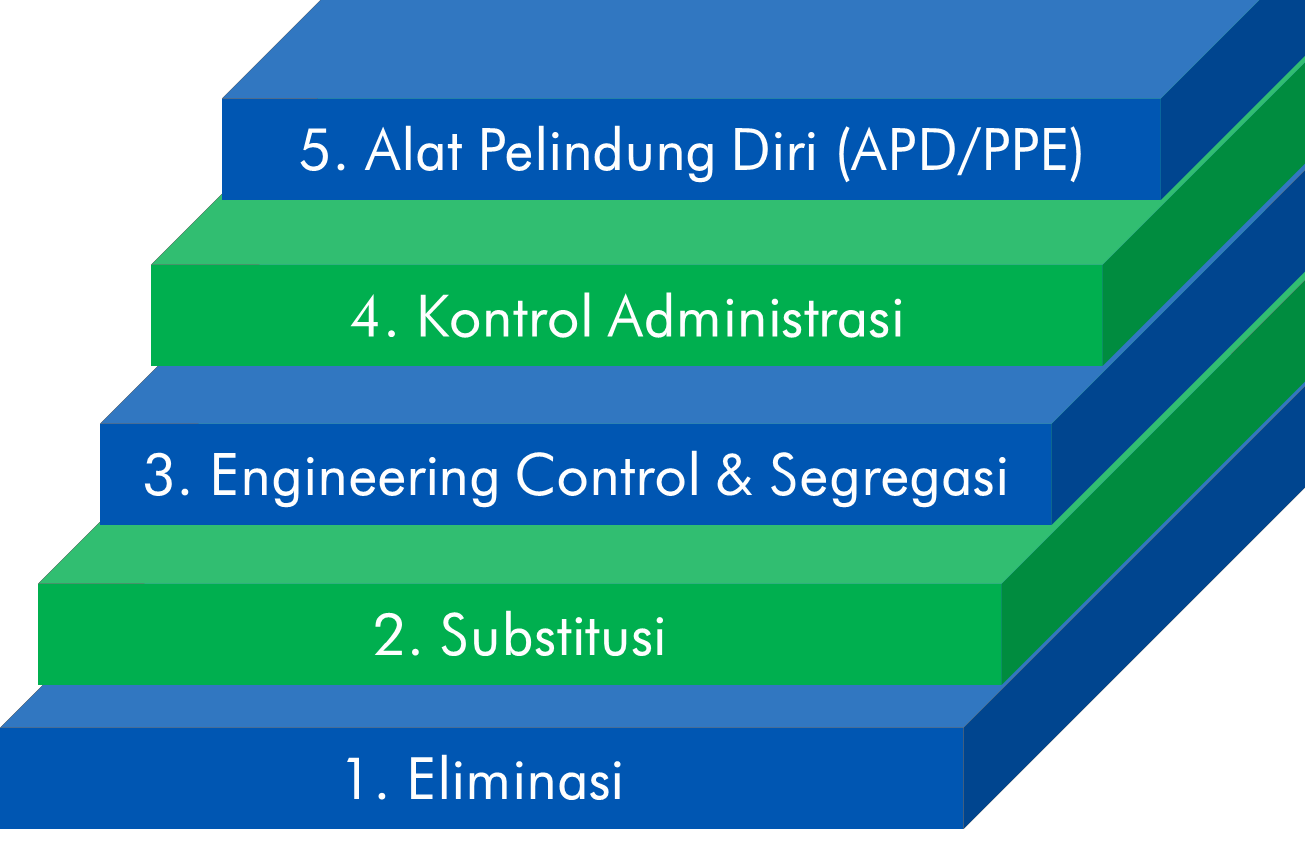 5. Alat Pelindung Diri (APD/PPE)
4. Kontrol Administrasi
3. Engineering Control & Segregasi
2. Substitusi
1. Eliminasi